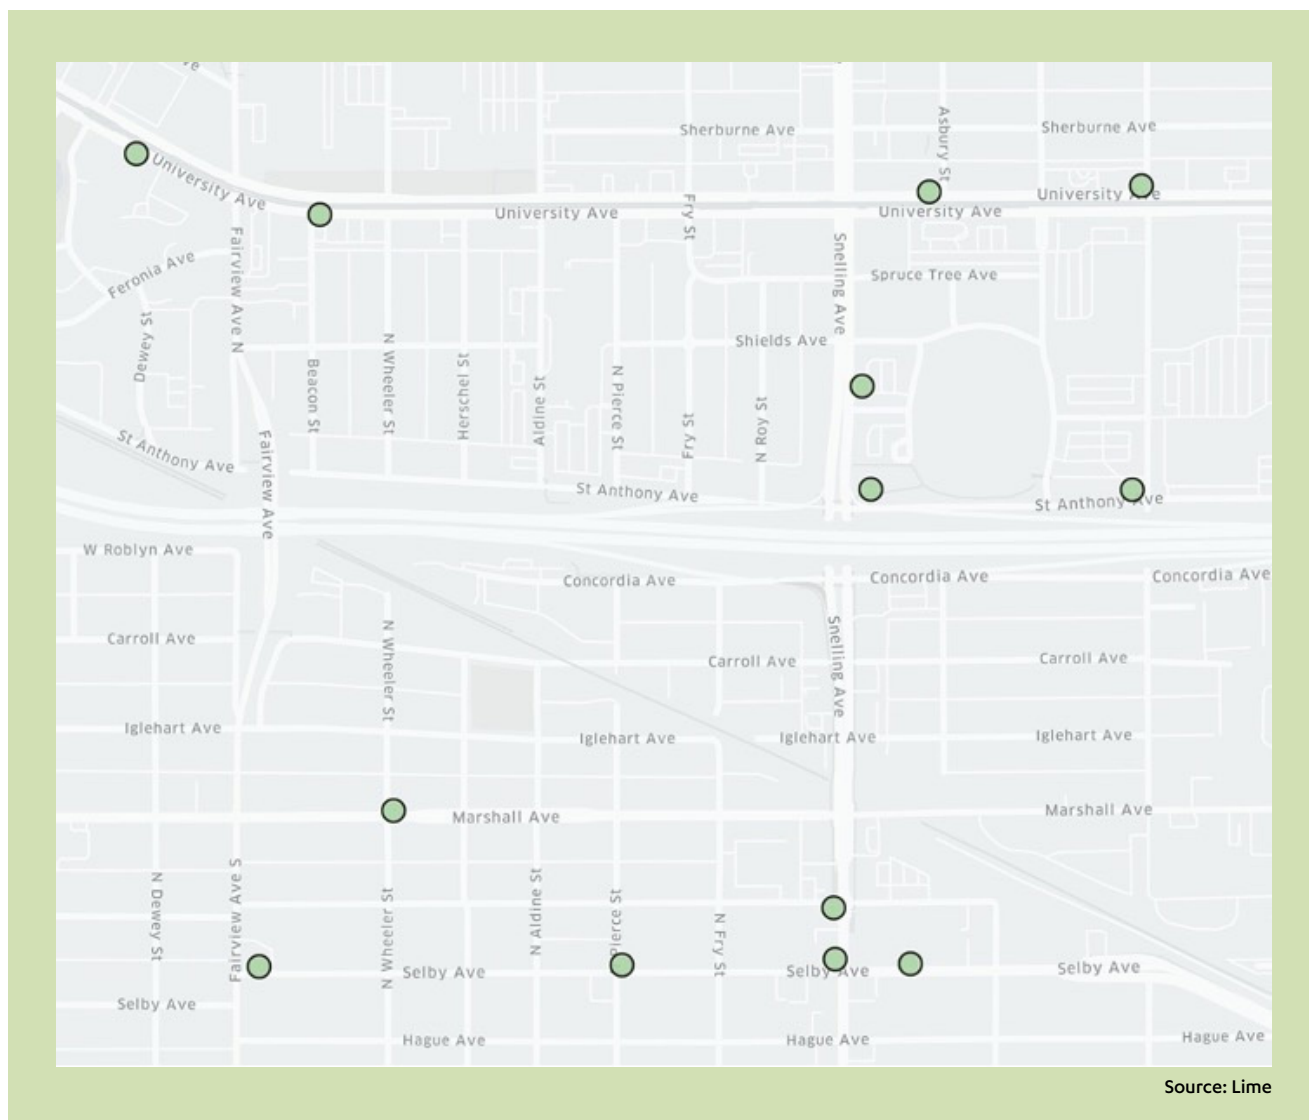 ye
Sherburne Ave
Asbury St
Sherburne Ave
University Ave
University Ave
Fry St
University Ave
University Ave
Feronia Ave
Fairview Ave N
Snelling Ave
Spruce Tree Ave
Dewey St
Beacon St
N Wheeler St
Herschel St
Aldine St
N Pierce St
Fry St
Shields Ave
N Roy St
St Anthony Ave
Fairview Ave
St Anthony Ave
St Anthony Ave
W Roblyn Ave
Concordia Ave
Concordia Ave
Concordia Ave
Carroll Ave
N Wheeler St
Carroll Ave
Snelling Ave
Carroll Ave
Iglehart Ave
Iglehart Ave
Iglehart Ave
Iglehart Ave
Marshall Ave
Marshall Ave
N Dewey St
Fairview Ave S
N Wheeler St
N Aldine St
Pierce St
N Fry St
Selby Ave
Selby Ave
Selby Ave
Selby Ave
Hague Ave
Hague Ave
Hague Ave
Source: Lime